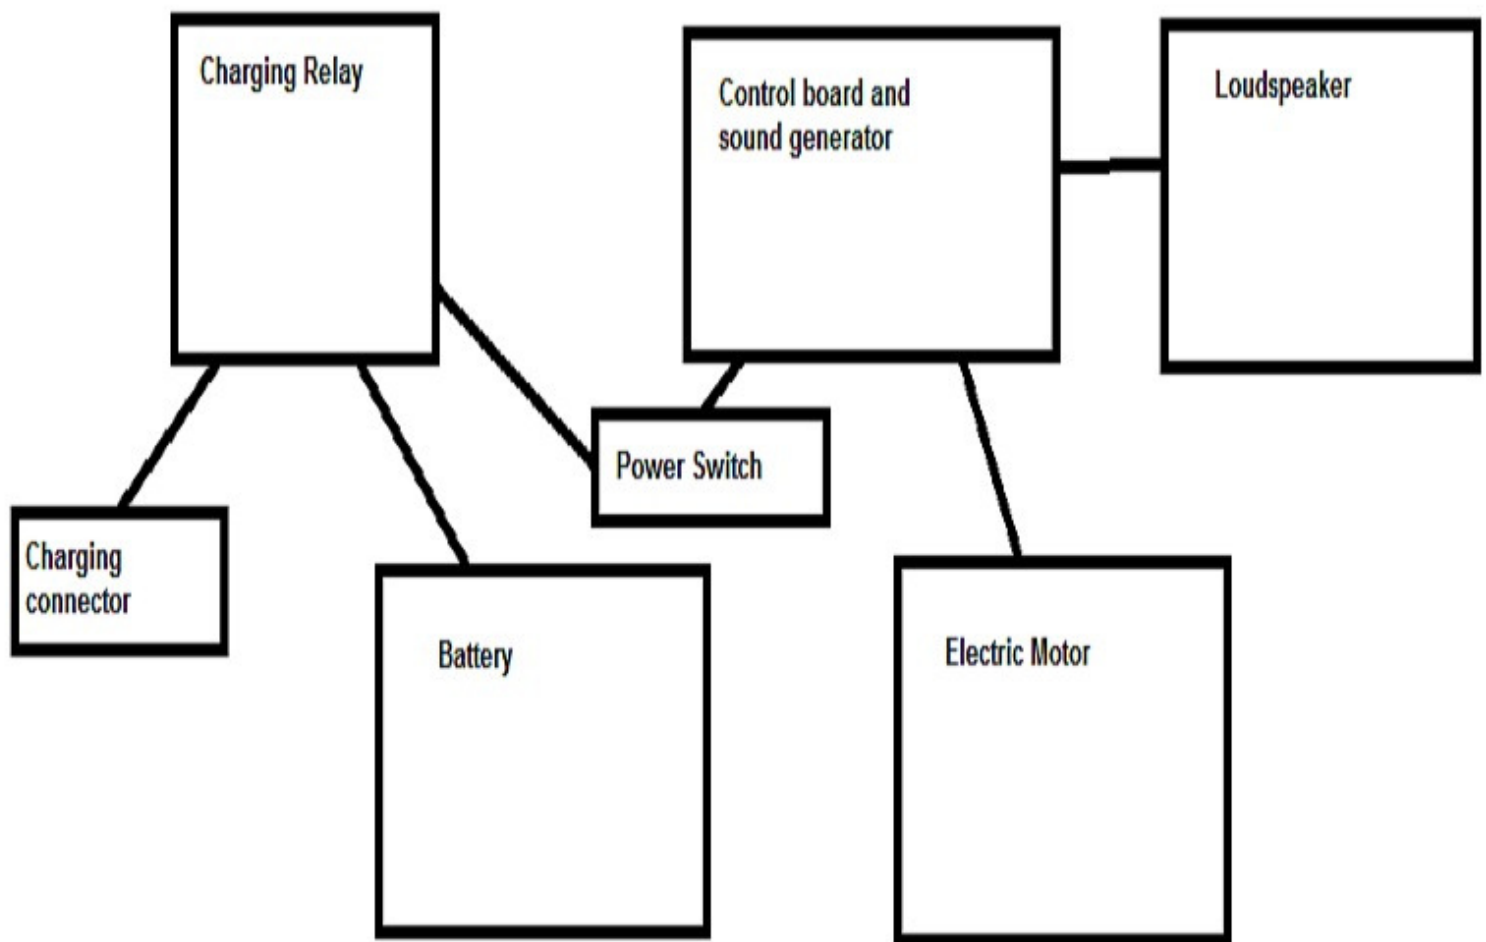 Charging Relay
Control board and
sound generator
Loudspeaker
Power Switch
Charging
connector
Battery
Electric Motor